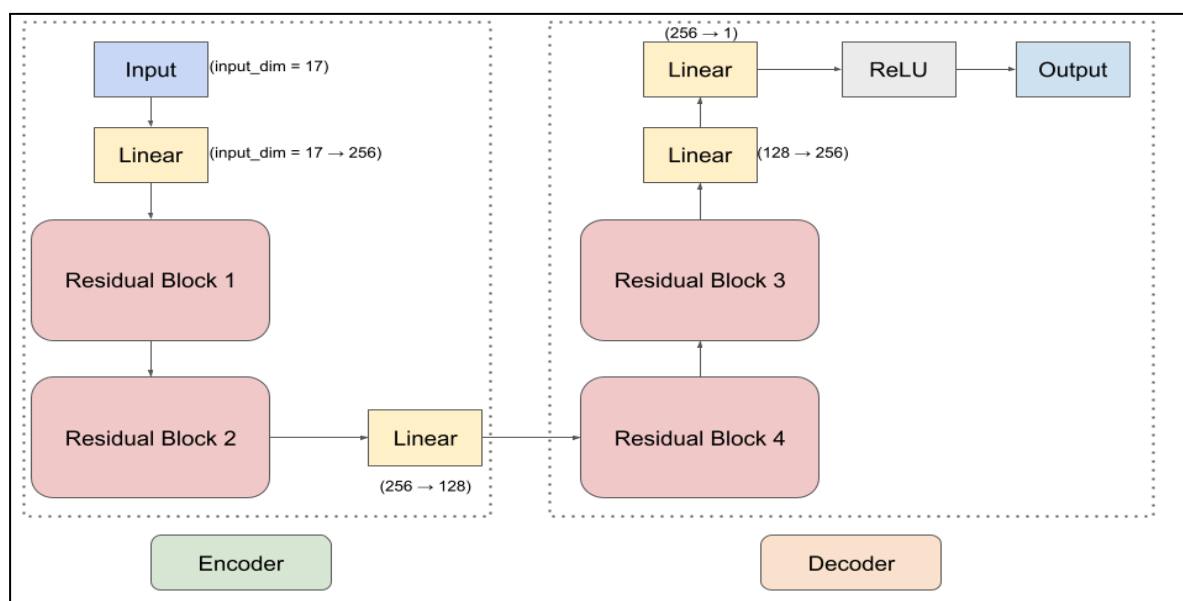 Input
(input_dim = 17)
Linear
(input_dim = 17 → 256)
Residual Block 1
Residual Block 2
Linear
(256 → 128)
Encoder
(256 → 1)
Linear
ReLU
Output
Linear
(128 → 256)
Residual Block 3
Residual Block 4
Decoder